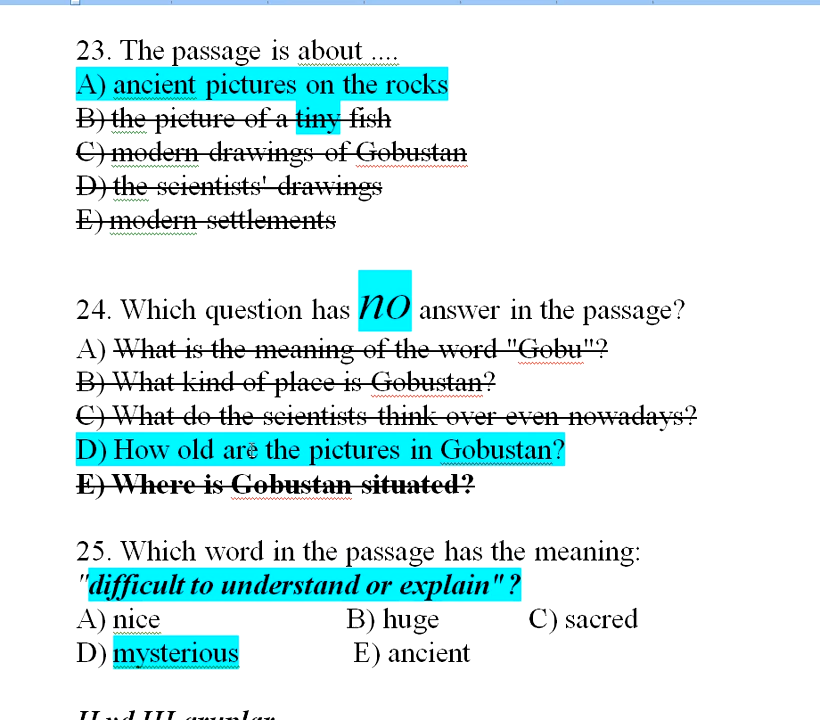 23. The passage is about ....
A) ancient pictures on the rocks
B) the picture of a tiny fish
C) modern drawings of Gobustan
D) the scientists' drawings
E) modern settlements
24. Which question has no answer in the passage?
A) What is the meaning of the word "Gobu"?
B) What kind of place is Gobustan?
C) What do the scientists think over even nowadays?
D) How old are the pictures in Gobustan?
E) Where is Gobustan situated?
25. Which word in the passage has the meaning:
"difficult to understand or explain"?
A) nice B) huge C) sacred
D) mysterious E) ancient